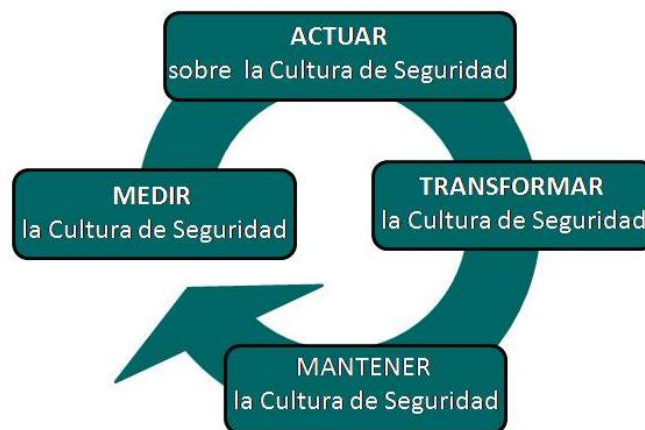 ACTUAR
sobre la Cultura de Seguridad
MEDIR
la Cultura de Seguridad
TRANSFORMAR
la Cultura de Seguridad
MANTENER
la Cultura de Seguridad